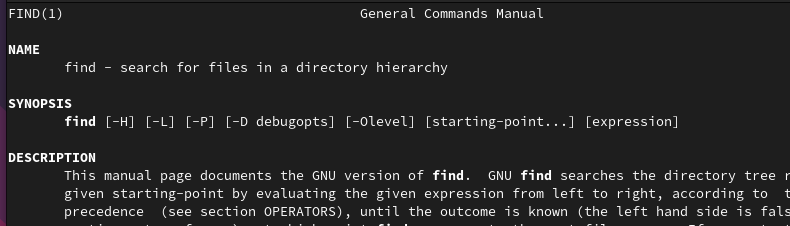 FIND(1) General Commands Manual
NAME
find - search for files in a directory hierarchy
SYNOPSIS
find [-H] [-L] [-P] [-D debugopts] [-Olevel] [starting-point...] [expression]
DESCRIPTION
This manual page documents the GNU version of find. GNU find searches the directory tree
given starting-point by evaluating the given expression from left to right, according to
precedence (see section OPERATORS), until the outcome is known (the left hand side is